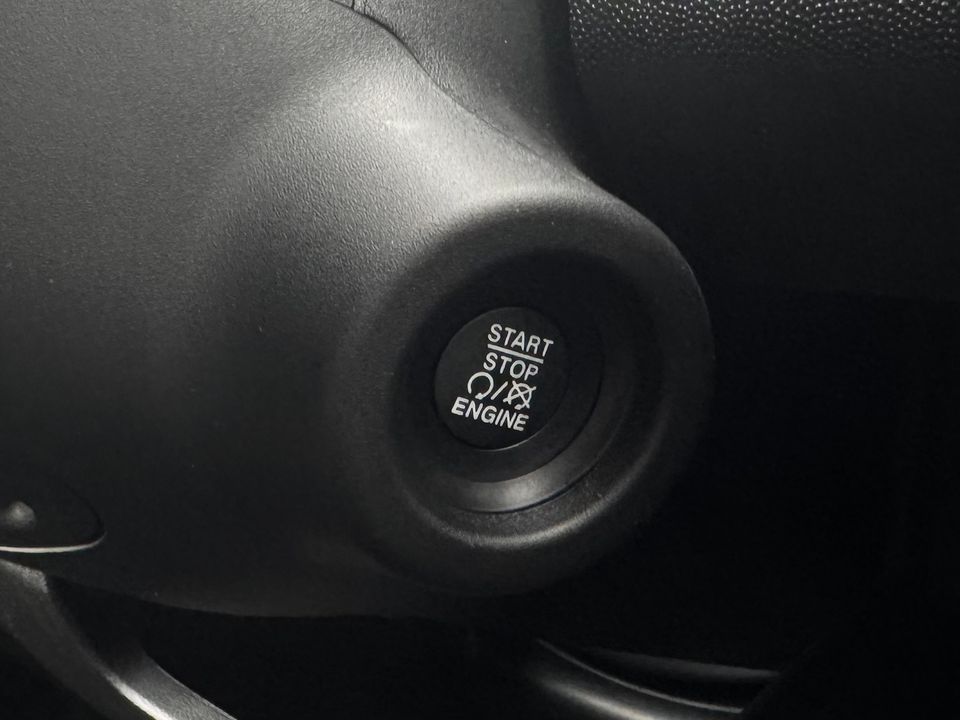 START
STOP
/
ENGINE